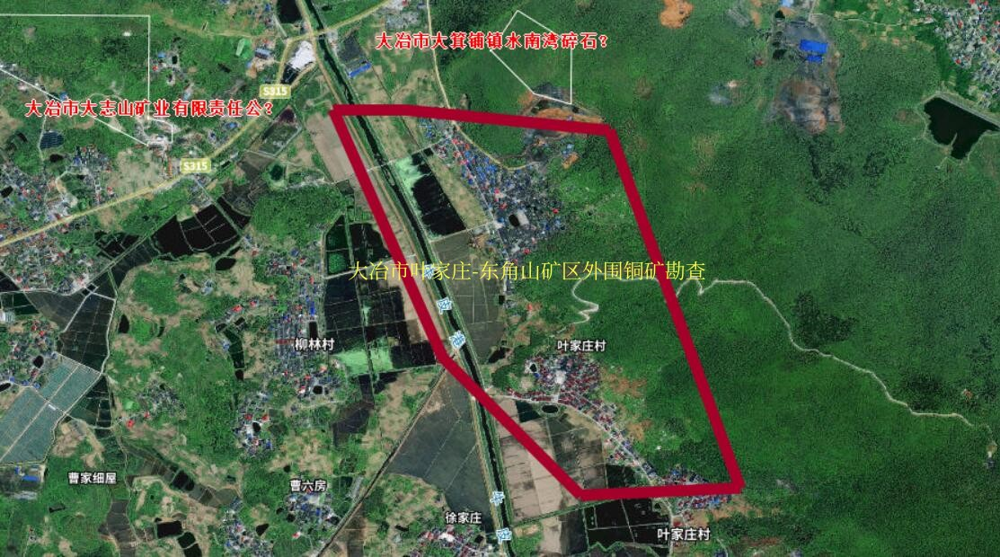 大冶市大箕铺镇水南湾碎石?
S315
大冶市大志山矿业有限责任公?
S315
大冶市叶家庄-东角山矿区外围铜矿勘查
港
柳林村
叶家庄村
曹家细屋
曹六房
徐家庄
叶家庄村